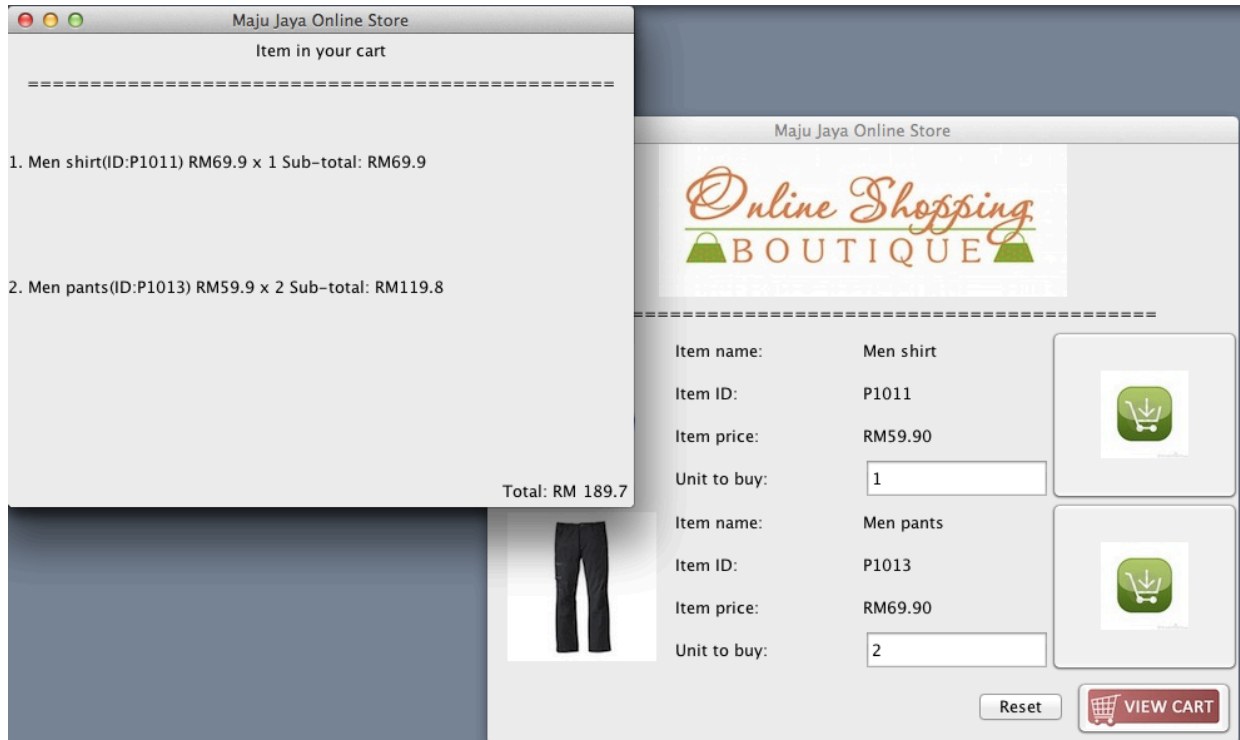 Maju Jaya Online Store
Item in your cart
===============================================
1. Men shirt(ID:P1011) RM69.9 x 1 Sub-total: RM69.9
2. Men pants(ID:P1013) RM59.9 x 2 Sub-total: RM119.8
Total: RM 189.7
Maju Jaya Online Store
Online Shopping
BOUTIQUE
==========================================
Item name: Men shirt
Item ID: P1011
Item price: RM59.90
Unit to buy: 1
Item name: Men pants
Item ID: P1013
Item price: RM69.90
Unit to buy: 2
Reset
VIEW CART